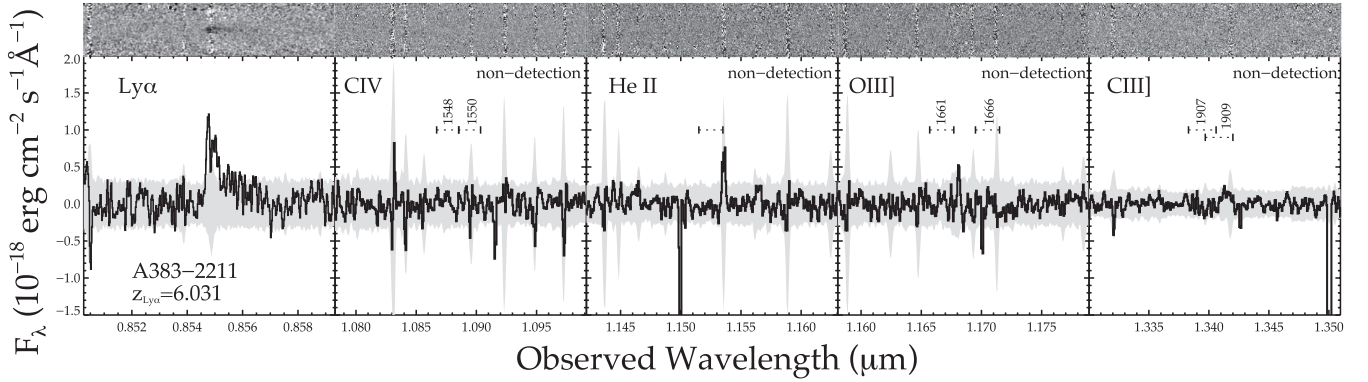 Lyα
CIV non−detection
1548 1550
He II non−detection
OIII] non−detection
1661 1666
CIII] non−detection
1907 1909
A383−2211
z_Lyα=6.031
F_λ (10^−18 erg cm^−2 s^−1 Å^−1)
2.0
1.5
1.0
0.5
0.0
−0.5
−1.0
−1.5
0.852 0.854 0.856 0.858 1.080 1.085 1.090 1.095 1.145 1.150 1.155 1.160 1.160 1.165 1.170 1.175 1.335 1.340 1.345 1.350
Observed Wavelength (μm)